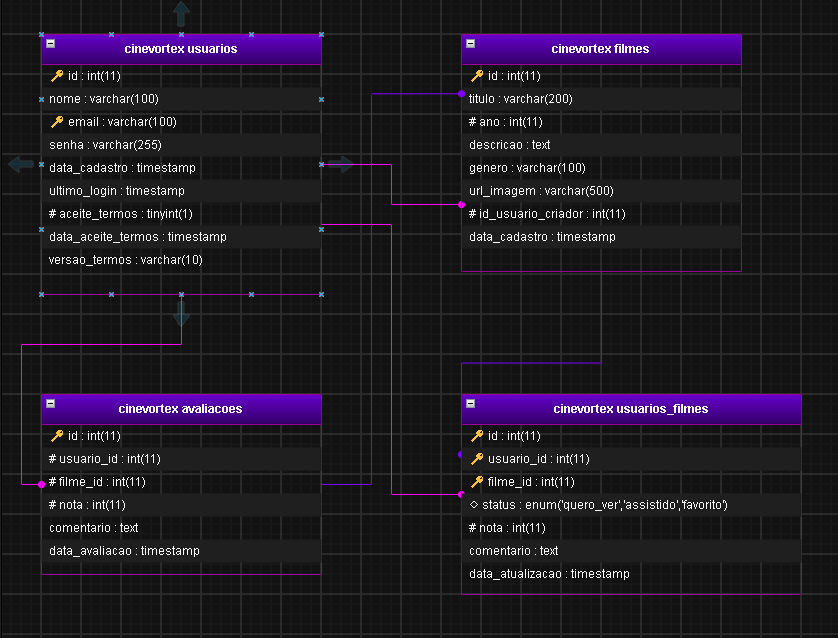 cinevortex usuarios
id : int(11)
nome : varchar(100)
email : varchar(100)
senha : varchar(255)
data_cadastro : timestamp
ultimo_login : timestamp
# aceite_termos : tinyint(1)
data_aceite_termos : timestamp
versao_termos : varchar(10)
cinevortex filmes
id : int(11)
titulo : varchar(200)
# ano : int(11)
descricao : text
genero : varchar(100)
url_imagem : varchar(500)
# id_usuario_criador : int(11)
data_cadastro : timestamp
cinevortex avaliacoes
id : int(11)
# usuario_id : int(11)
# filme_id : int(11)
# nota : int(11)
comentario : text
data_avaliacao : timestamp
cinevortex usuarios_filmes
id : int(11)
usuario_id : int(11)
filme_id : int(11)
status : enum('quero_ver','assistido','favorito')
# nota : int(11)
comentario : text
data_atualizacao : timestamp